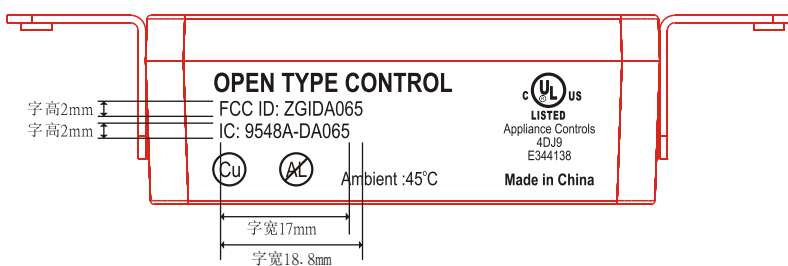 OPEN TYPE CONTROL
字高2mm
FCC ID: ZGIDA065
字高2mm
IC: 9548A-DA065
Cu
AL
Ambient :45°C
C UL US
LISTED
Appliance Controls
4DJ9
E344138
Made in China
字宽17mm
字宽18.8mm